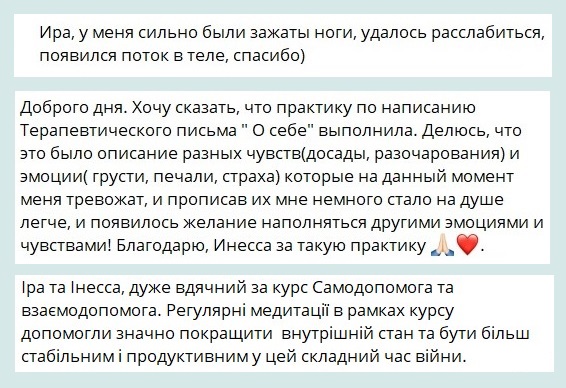 Ира, у меня сильно были зажаты ноги, удалось расслабиться,
появился поток в теле, спасибо)
Доброго дня. Хочу сказать, что практику по написанию
Терапевтического письма " О себе" выполнила. Делюсь, что
это было описание разных чувств(досады, разочарования) и
эмоции( грусти, печали, страха) которые на данный момент
меня тревожат, и прописав их мне немного стало на душе
легче, и появилось желание наполняться другими эмоциями и
чувствами! Благодарю, Инесса за такую практику 🙏🏻❤️.
Іра та Інесса, дуже вдячний за курс Самодопомога та
взаємодопомога. Регулярні медитації в рамках курсу
допомогли значно покращити внутрішній стан та бути більш
стабільним і продуктивним у цей складний час війни.